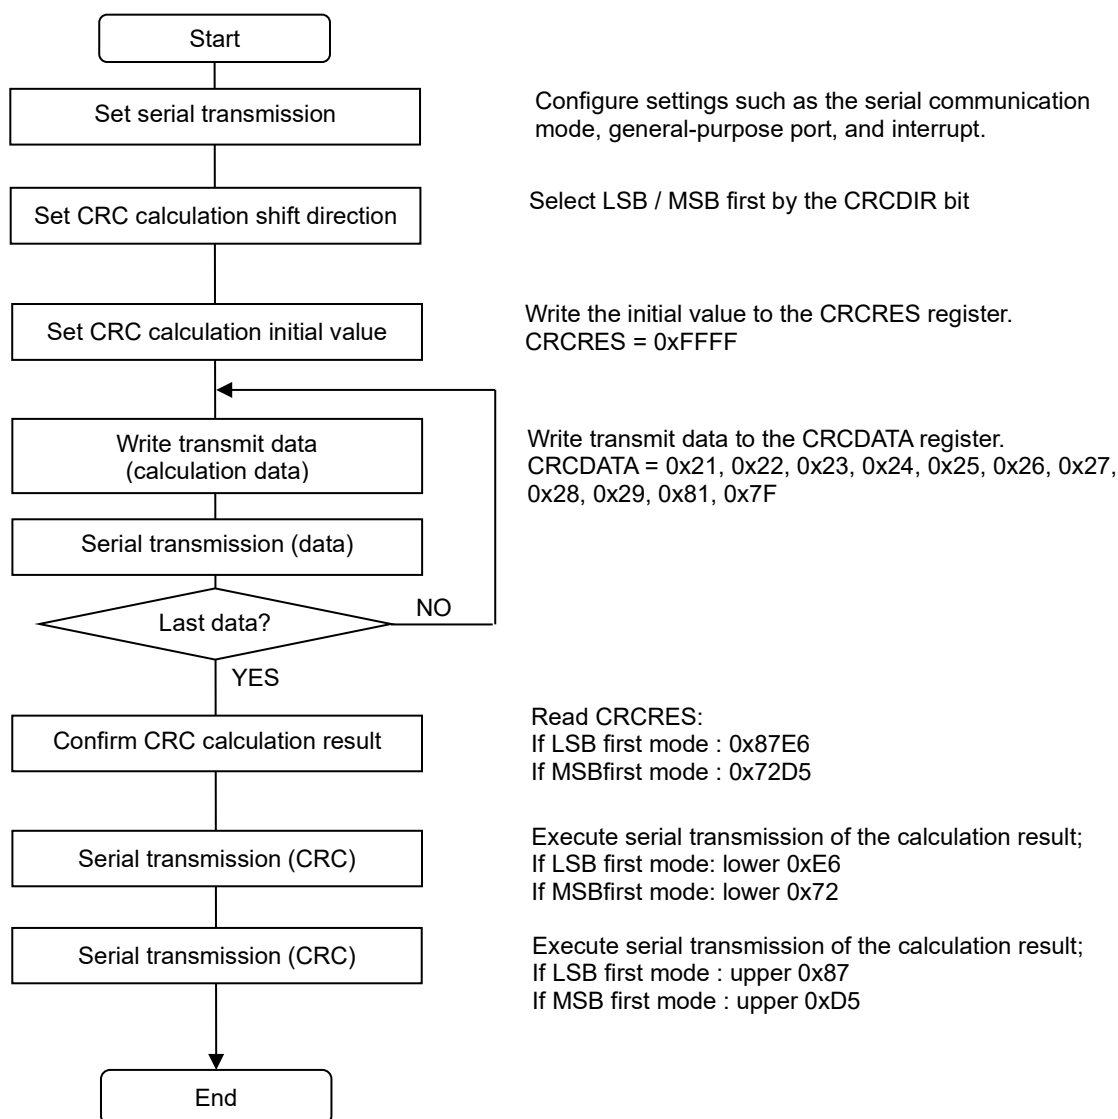 Start
Set serial transmission
Configure settings such as the serial communication
mode, general-purpose port, and interrupt.
Set CRC calculation shift direction
Select LSB / MSB first by the CRCDIR bit
Set CRC calculation initial value
Write the initial value to the CRCRES register.
CRCRES = 0xFFFF
Write transmit data
(calculation data)
Write transmit data to the CRCDATA register.
CRCDATA = 0x21, 0x22, 0x23, 0x24, 0x25, 0x26, 0x27,
0x28, 0x29, 0x81, 0x7F
Serial transmission (data)
Last data?
NO
YES
Confirm CRC calculation result
Read CRCRES:
If LSB first mode : 0x87E6
If MSBfirst mode : 0x72D5
Serial transmission (CRC)
Execute serial transmission of the calculation result;
If LSB first mode: lower 0xE6
If MSBfirst mode: lower 0x72
Serial transmission (CRC)
Execute serial transmission of the calculation result;
If LSB first mode : upper 0x87
If MSB first mode : upper 0xD5
End